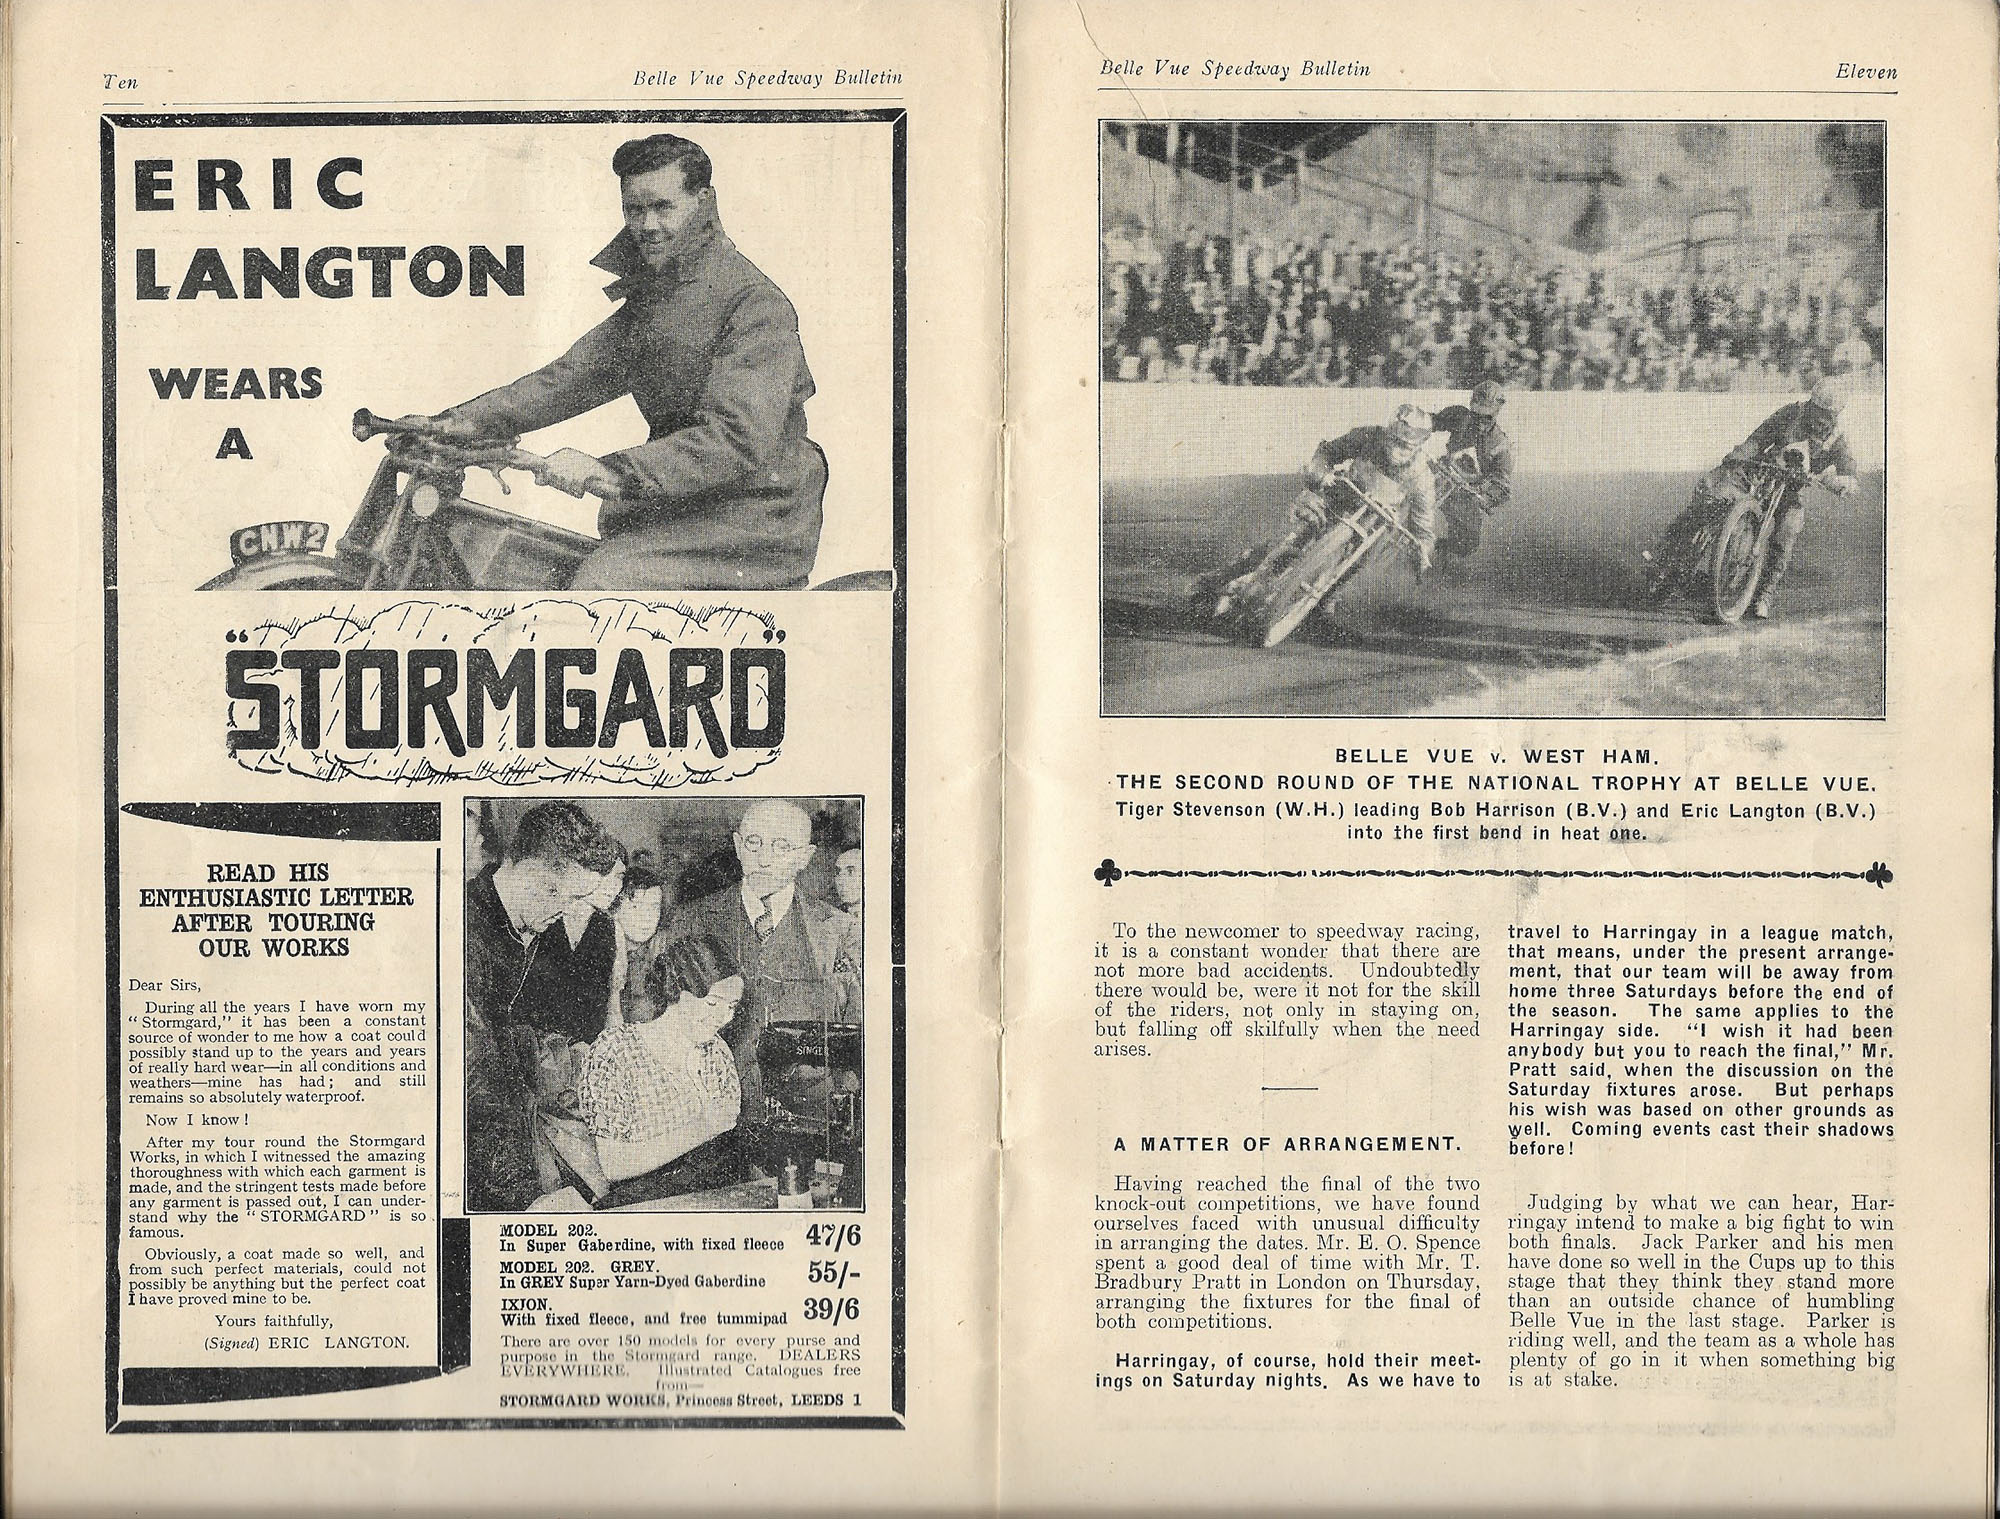 Ten
Belle Vue Speedway Bulletin
ERIC
LANGTON
WEARS
A
CNW2
"STORMGARD"
READ HIS
ENTHUSIASTIC LETTER
AFTER TOURING
OUR WORKS
Dear Sirs,
During all the years I have worn my
"Stormgard," it has been a constant
source of wonder to me how a coat could
possibly stand up to the years and years
of really hard wear—in all conditions and
weathers—mine has had; and still
remains so absolutely waterproof.
Now I know!
After my tour round the Stormgard
Works, in which I witnessed the amazing
thoroughness with which each garment is
made, and the stringent tests made before
any garment is passed out, I can under-
stand why the "STORMGARD" is so
famous.
Obviously, a coat made so well, and
from such perfect materials, could not
possibly be anything but the perfect coat
I have proved mine to be.
Yours faithfully,
(Signed) ERIC LANGTON.
SINGER
MODEL 202.
In Super Gaberdine, with fixed fleece 47/6
MODEL 202. GREY.
In GREY Super Yarn-Dyed Gaberdine 55/-
IXION.
With fixed fleece, and free tummipad 39/6
There are over 150 models for every purse and
purpose in the Stormgard range. DEALERS
EVERYWHERE. Illustrated Catalogues free
from—
STORMGARD WORKS, Princess Street, LEEDS 1
Belle Vue Speedway Bulletin
Eleven
BELLE VUE v. WEST HAM.
THE SECOND ROUND OF THE NATIONAL TROPHY AT BELLE VUE.
Tiger Stevenson (W.H.) leading Bob Harrison (B.V.) and Eric Langton (B.V.)
into the first bend in heat one.
To the newcomer to speedway racing,
it is a constant wonder that there are
not more bad accidents. Undoubtedly
there would be, were it not for the skill
of the riders, not only in staying on,
but falling off skilfully when the need
arises.
A MATTER OF ARRANGEMENT.
Having reached the final of the two
knock-out competitions, we have found
ourselves faced with unusual difficulty
in arranging the dates. Mr. E. O. Spence
spent a good deal of time with Mr. T.
Bradbury Pratt in London on Thursday,
arranging the fixtures for the final of
both competitions.
Harringay, of course, hold their meet-
ings on Saturday nights. As we have to
travel to Harringay in a league match,
that means, under the present arrange-
ment, that our team will be away from
home three Saturdays before the end of
the season. The same applies to the
Harringay side. "I wish it had been
anybody but you to reach the final," Mr.
Pratt said, when the discussion on the
Saturday fixtures arose. But perhaps
his wish was based on other grounds as
well. Coming events cast their shadows
before!
Judging by what we can hear, Har-
ringay intend to make a big fight to win
both finals. Jack Parker and his men
have done so well in the Cups up to this
stage that they think they stand more
than an outside chance of humbling
Belle Vue in the last stage. Parker is
riding well, and the team as a whole has
plenty of go in it when something big
is at stake.